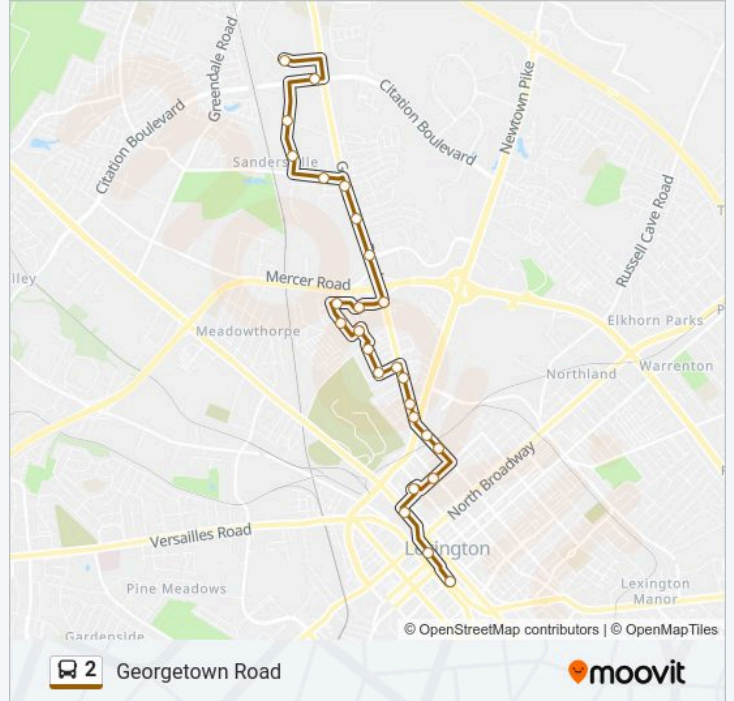 Greendale Road
Citation Boulevard
Citation Boulevard
Newtown Pike
Sandersville
G
Russell Cave Road
T
lley
Mercer Road
P
Elkhorn Parks
Meadowthorpe
Warrenton
Northland
North Broadway
F
Versailles Road
Lexington
Pine Meadows
Lexington
Manor
Gardenside
© OpenStreetMap contributors | © OpenMapTiles
2 Georgetown Road
moovit